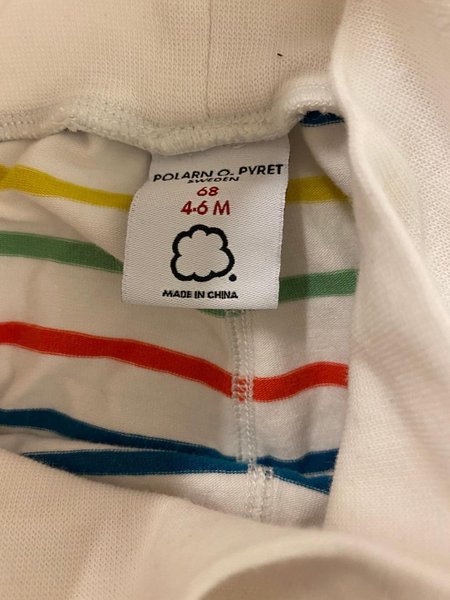 POLARN O. PYRET
SWEDEN
68
4-6 M
MADE IN CHINA